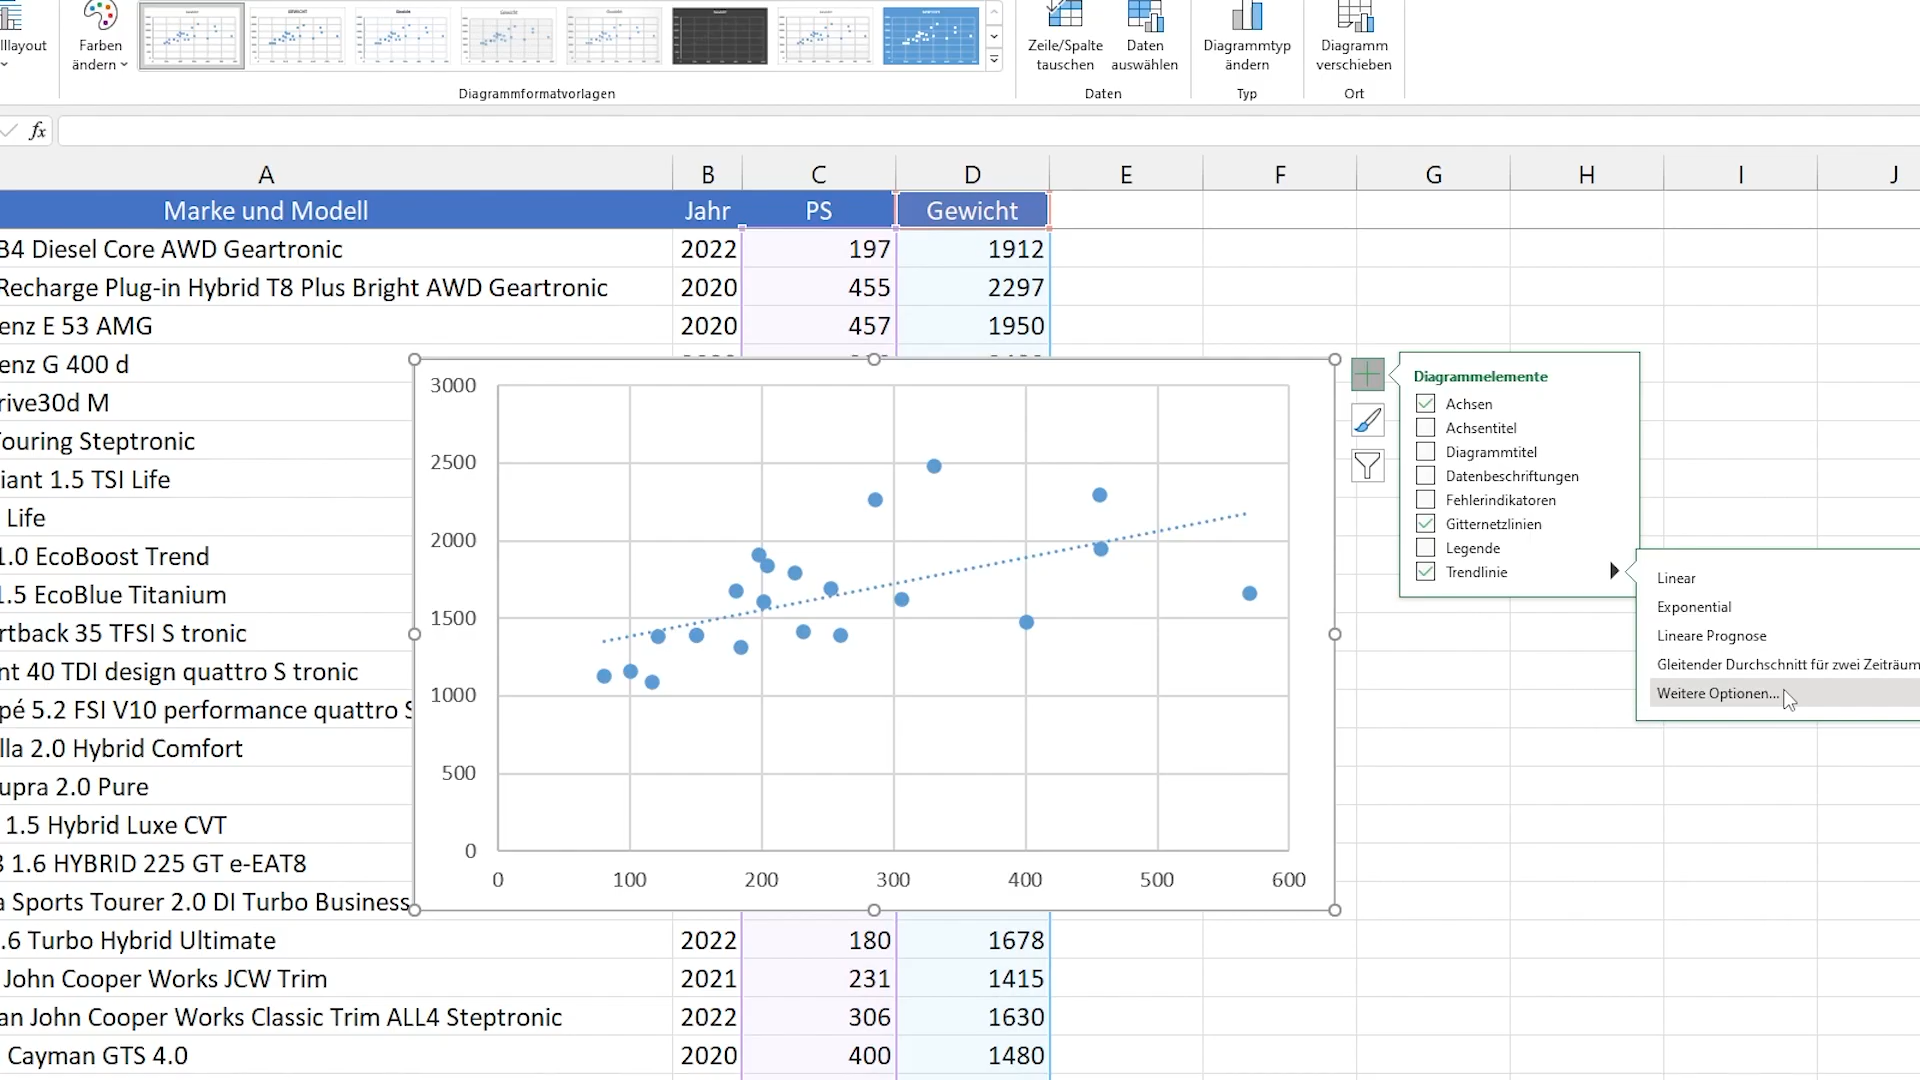 lllayout
Farben
ändern
Diagrammformatvorlagen
Zeile/Spalte
tauschen
Daten
auswählen
Daten
Diagrammtyp
ändern
Typ
Diagramm
verschieben
Ort
fx
A B C D E F G H I J
Marke und Modell Jahr PS Gewicht
B4 Diesel Core AWD Geartronic 2022 197 1912
Recharge Plug-in Hybrid T8 Plus Bright AWD Geartronic 2020 455 2297
enz E 53 AMG 2020 457 1950
enz G 400 d
rive30d M
Touring Steptronic
iant 1.5 TSI Life
Life
1.0 EcoBoost Trend
1.5 EcoBlue Titanium
rtback 35 TFSI S tronic
nt 40 TDI design quattro S tronic
pé 5.2 FSI V10 performance quattro S
lla 2.0 Hybrid Comfort
upra 2.0 Pure
1.5 Hybrid Luxe CVT
8 1.6 HYBRID 225 GT e-EAT8
a Sports Tourer 2.0 DI Turbo Business
.6 Turbo Hybrid Ultimate 2022 180 1678
John Cooper Works JCW Trim 2021 231 1415
an John Cooper Works Classic Trim ALL4 Steptronic 2022 306 1630
Cayman GTS 4.0 2020 400 1480
3000
2500
2000
1500
1000
500
0
0 100 200 300 400 500 600
Diagrammelemente
Achsen
Achsentitel
Diagrammtitel
Datenbeschriftungen
Fehlerindikatoren
Gitternetzlinien
Legende
Trendlinie
Linear
Exponential
Lineare Prognose
Gleitender Durchschnitt für zwei Zeiträum
Weitere Optionen...